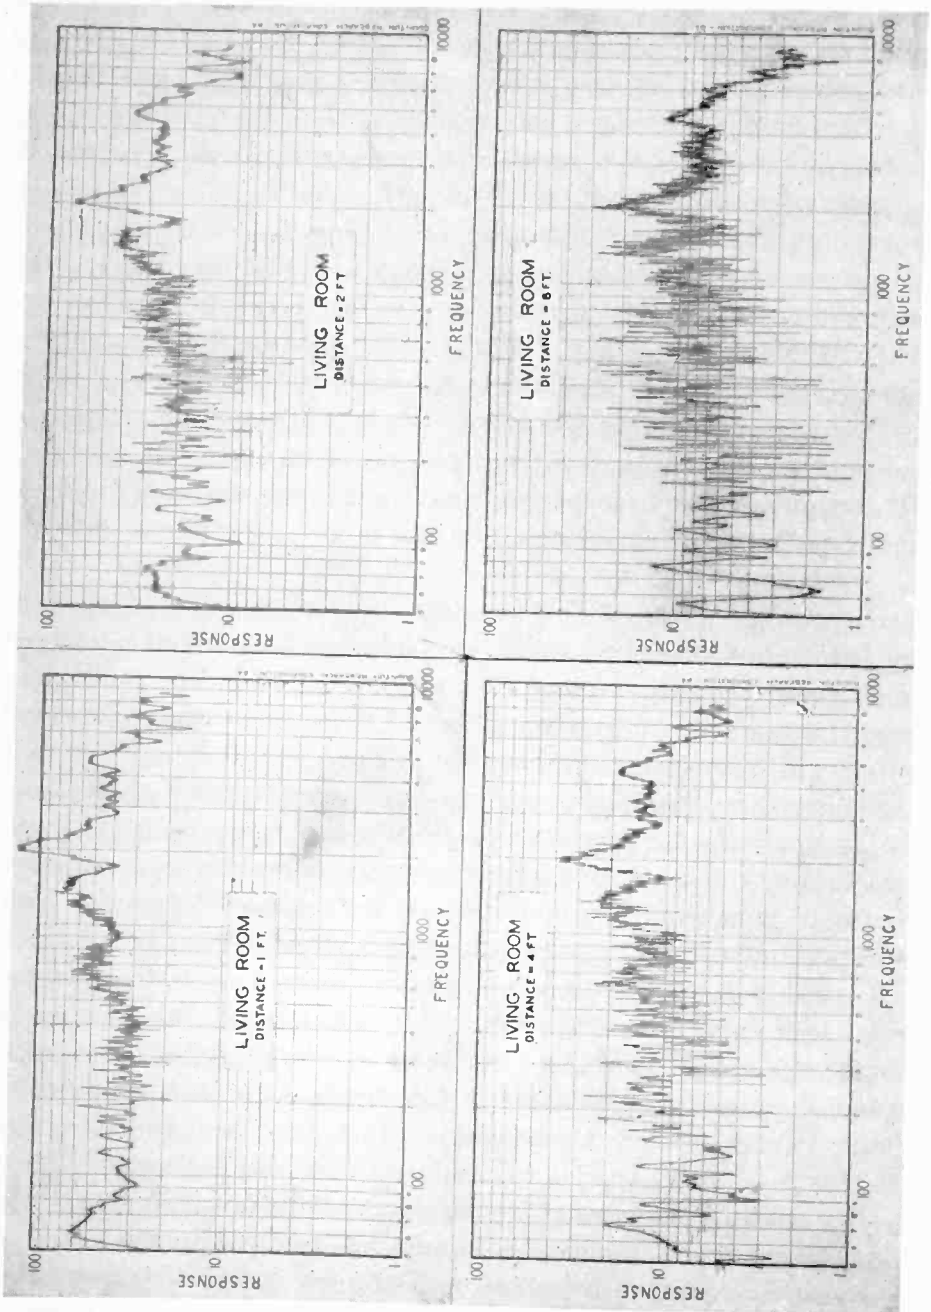 100
10
1
RESPONSE
LIVING ROOM
DISTANCE = 1 FT.
100
1000
10000
FREQUENCY
100
10
1
RESPONSE
LIVING ROOM
DISTANCE = 2 FT
100
1000
10000
FREQUENCY
100
10
1
RESPONSE
LIVING ROOM
DISTANCE = 4 FT
100
1000
10000
FREQUENCY
100
10
1
RESPONSE
LIVING ROOM
DISTANCE = 8 FT.
100
1000
10000
FREQUENCY